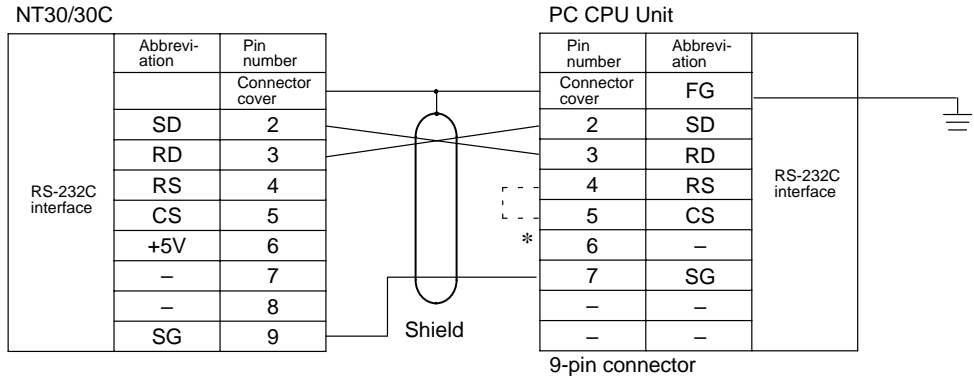 NT30/30C
PC CPU Unit
Abbrevi-
ation
Pin
number
Pin
number
Abbrevi-
ation
Connector
cover
Connector
cover
FG
SD 2 2 SD
RD 3 3 RD
RS 4 4 RS
CS 5 5 CS
+5V 6 * 6 –
– 7 7 SG
– 8 – –
SG 9 – –
RS-232C
interface
RS-232C
interface
Shield
9-pin connector